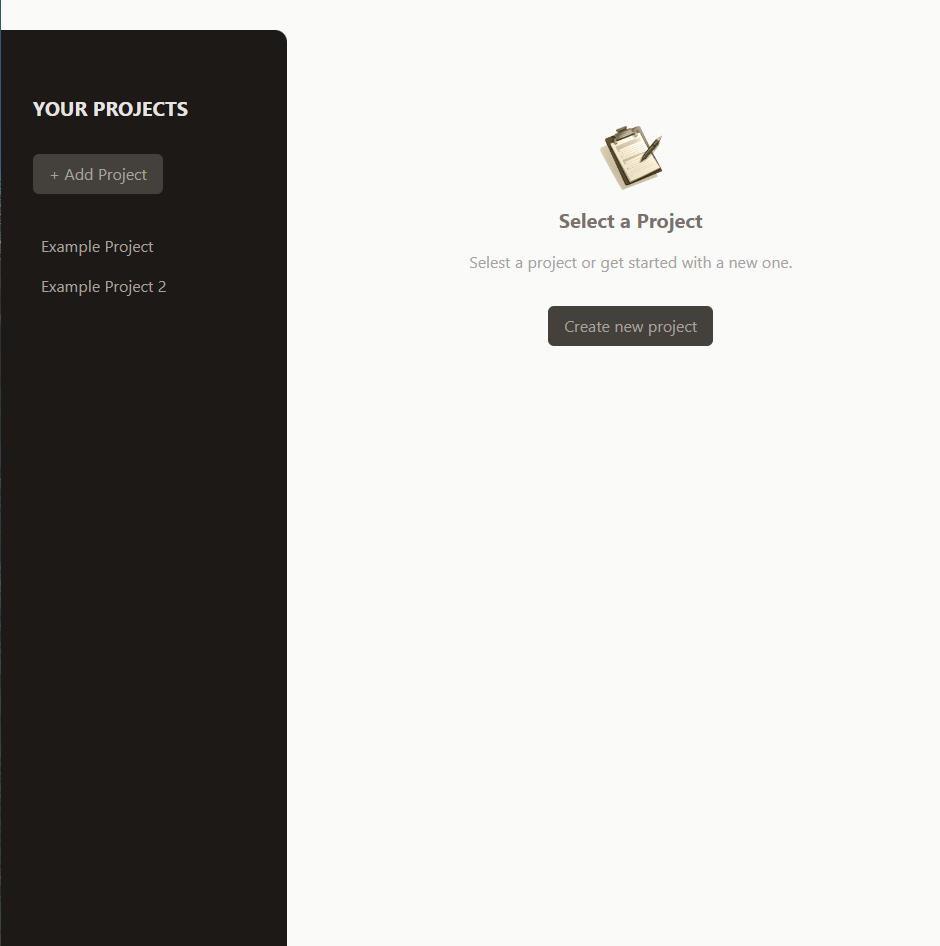 YOUR PROJECTS
+ Add Project
Example Project
Example Project 2
Select a Project
Selest a project or get started with a new one.
Create new project